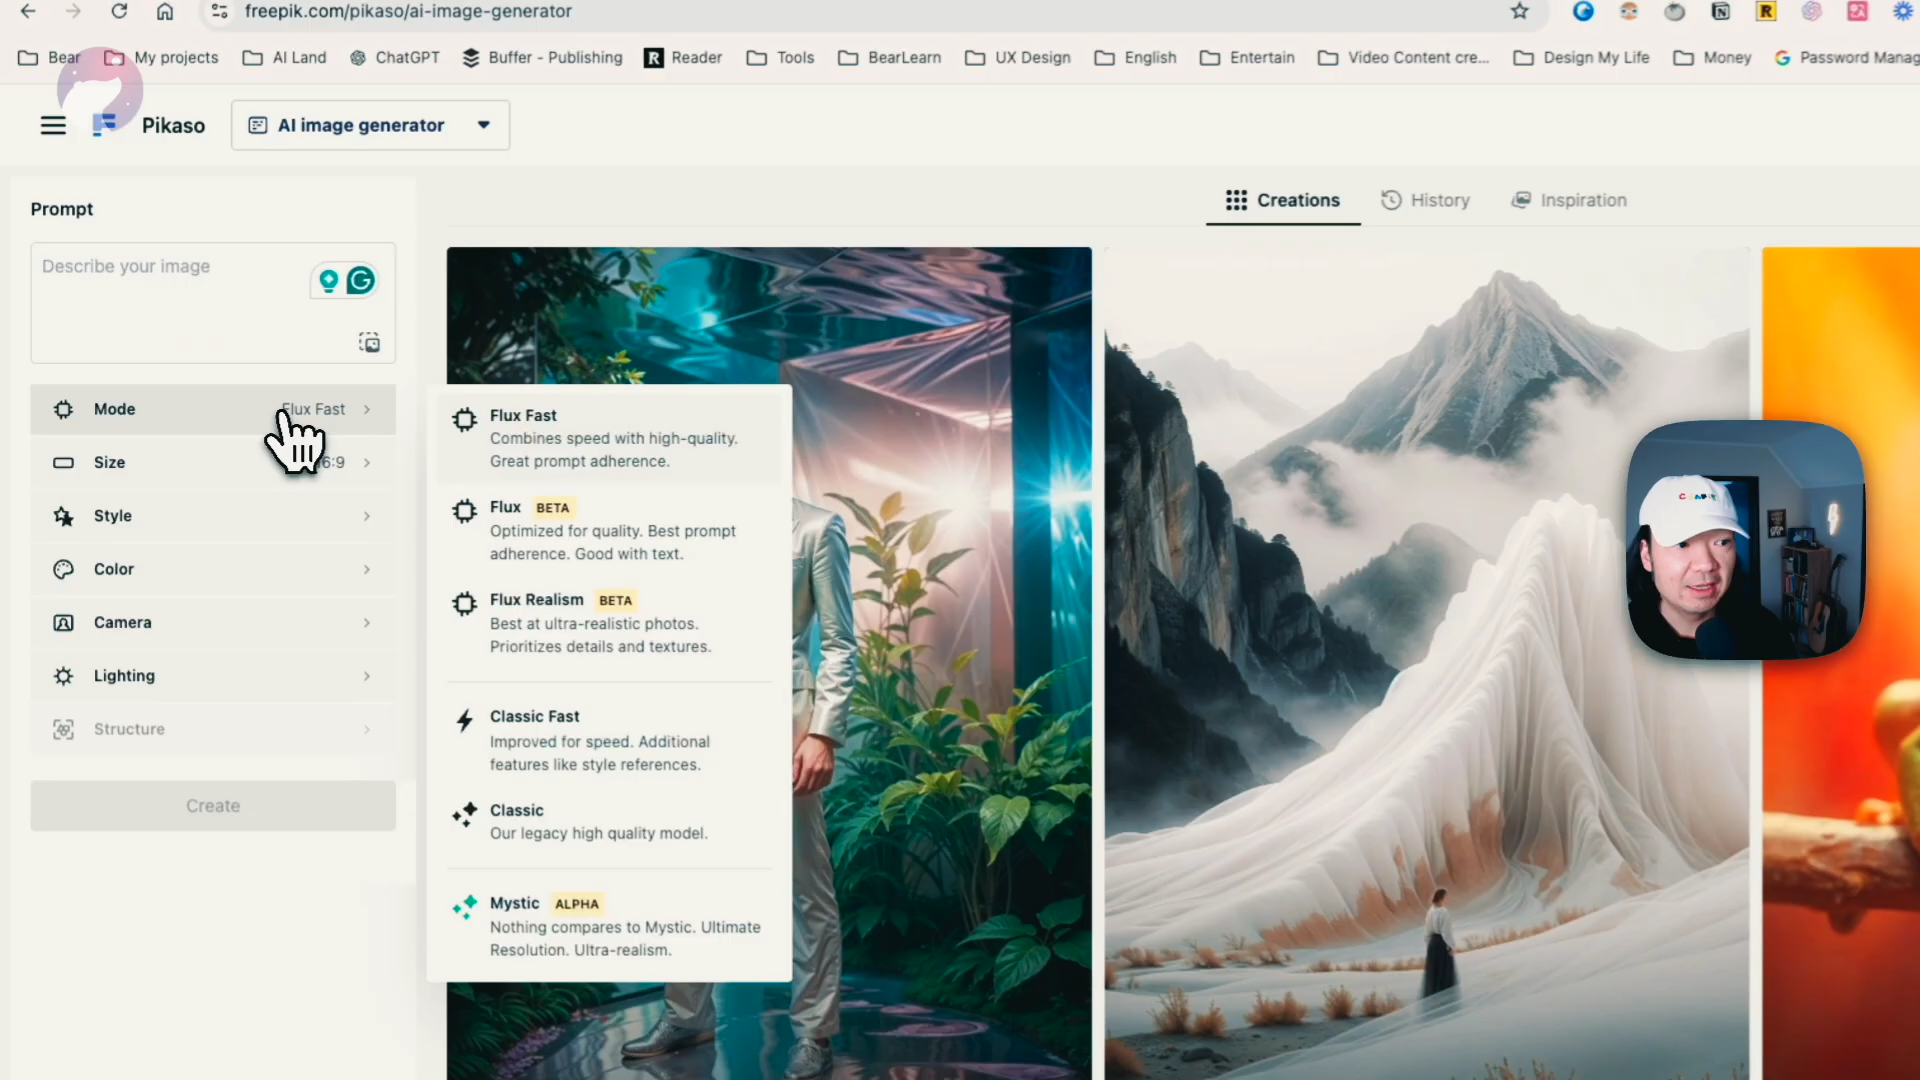 freepik.com/pikaso/ai-image-generator
Bear
My projects
AI Land
ChatGPT
Buffer - Publishing
R
Reader
Tools
BearLearn
UX Design
English
Entertain
Video Content cre...
Design My Life
Money
Password Manag
Pikaso
AI image generator
Creations
History
Inspiration
Prompt
Describe your image
Mode
Flux Fast
Size
6:9
Style
Color
Camera
Lighting
Structure
Create
Flux Fast
Combines speed with high-quality.
Great prompt adherence.
Flux BETA
Optimized for quality. Best prompt
adherence. Good with text.
Flux Realism BETA
Best at ultra-realistic photos.
Prioritizes details and textures.
Classic Fast
Improved for speed. Additional
features like style references.
Classic
Our legacy high quality model.
Mystic ALPHA
Nothing compares to Mystic. Ultimate
Resolution. Ultra-realism.